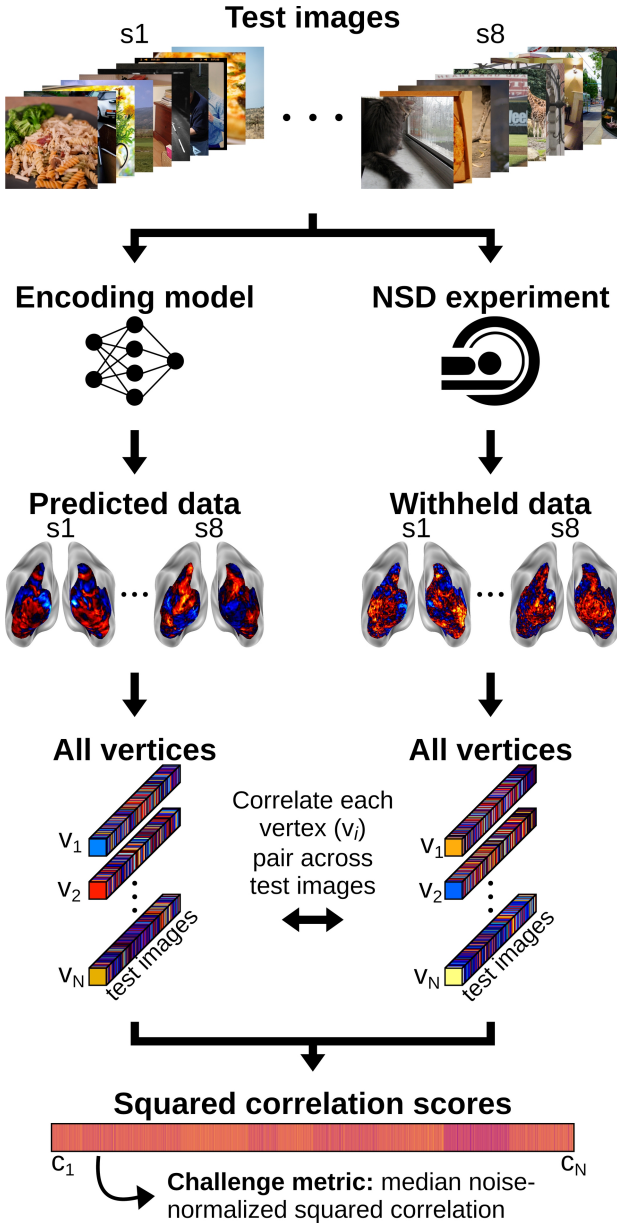 Test images
s1
s8
Encoding model
NSD experiment
Predicted data
s1
s8
Withheld data
s1
s8
All vertices
v1
v2
vN
test images
Correlate each
vertex (vi)
pair across
test images
All vertices
v1
v2
vN
test images
Squared correlation scores
c1
cN
Challenge metric: median noise-
normalized squared correlation